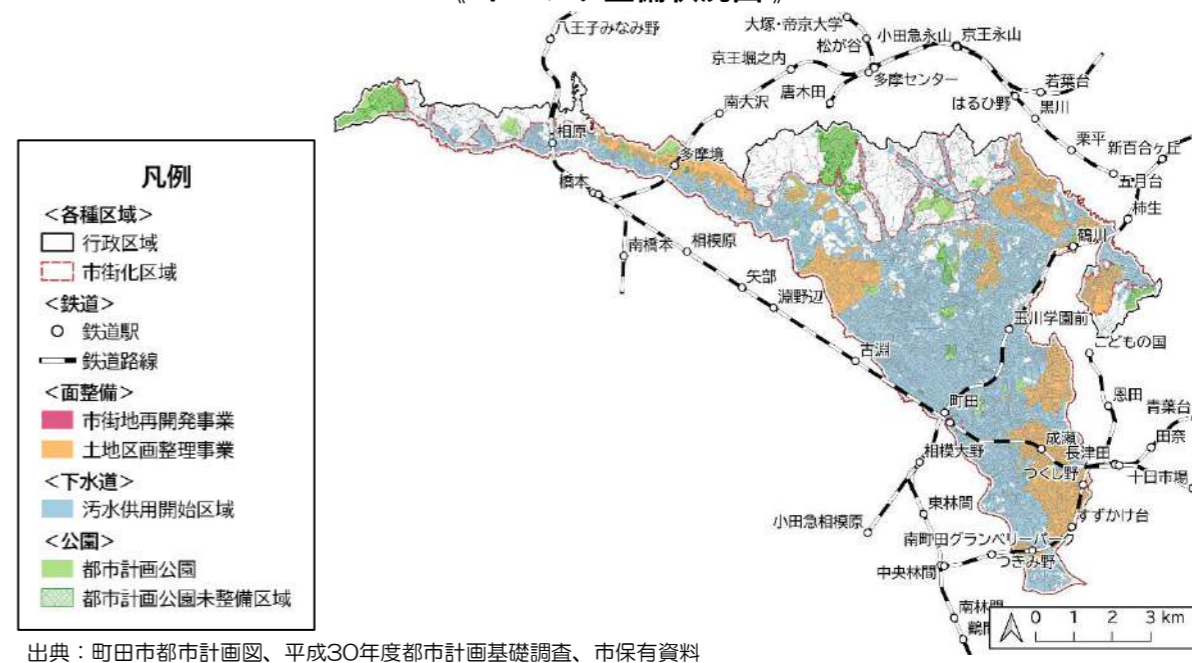 凡例
<各種区域>
行政区域
市街化区域
<鉄道>
鉄道駅
鉄道路線
<面整備>
市街地再開発事業
土地区画整理事業
<下水道>
汚水供用開始区域
<公園>
都市計画公園
都市計画公園未整備区域
八王子みなみ野
大塚・帝京大学
松が谷
小田急永山
京王永山
京王堀之内
多摩センター
唐木田
若葉台
はるひ野
黒川
南大沢
栗平
新百合ヶ丘
五月台
柿生
相原
多摩境
橋本
南橋本
相模原
矢部
淵野辺
鶴川
玉川学園前
こどもの国
古淵
恩田
町田
青葉台
成瀬
長津田
田奈
つくし野
十日市場
相模大野
東林間
小田急相模原
すずかけ台
南町田グランベリーパーク
つきみ野
中央林間
南林間
0 1 2 3 km
出典：町田市都市計画図、平成30年度都市計画基礎調査、市保有資料